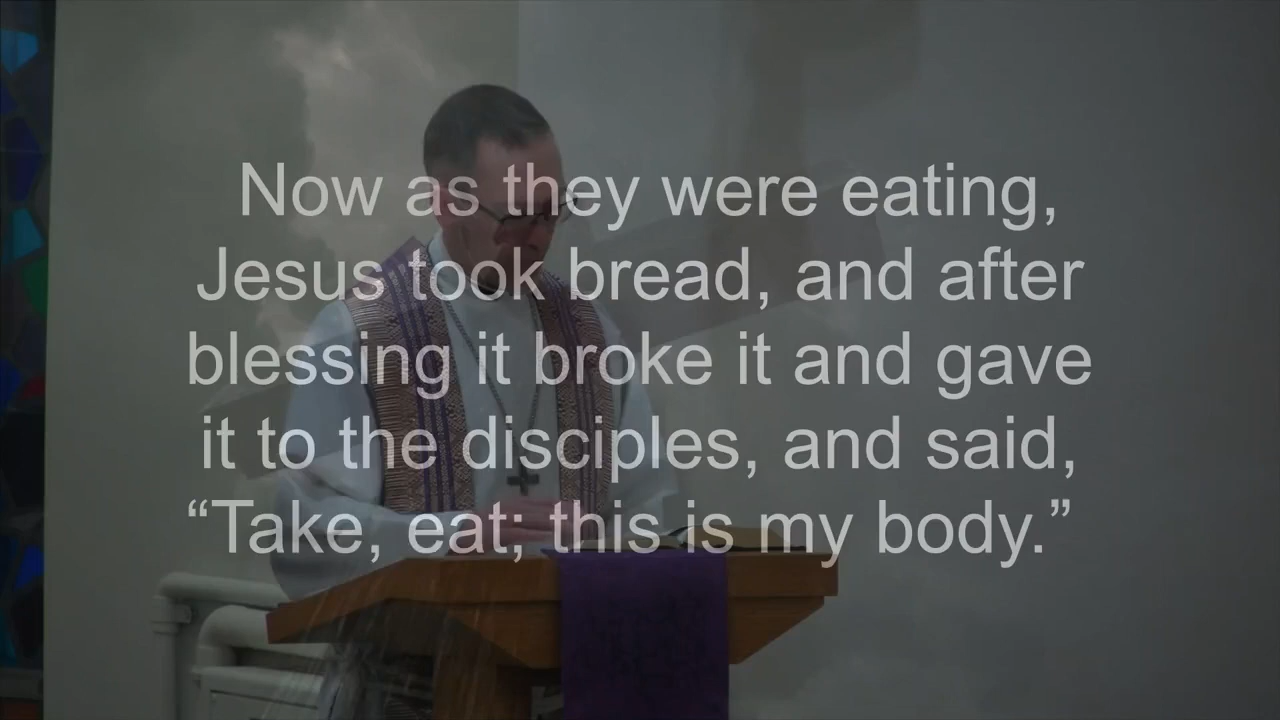 Now as they were eating,
Jesus took bread, and after
blessing it broke it and gave
it to the disciples, and said,
“Take, eat; this is my body.”